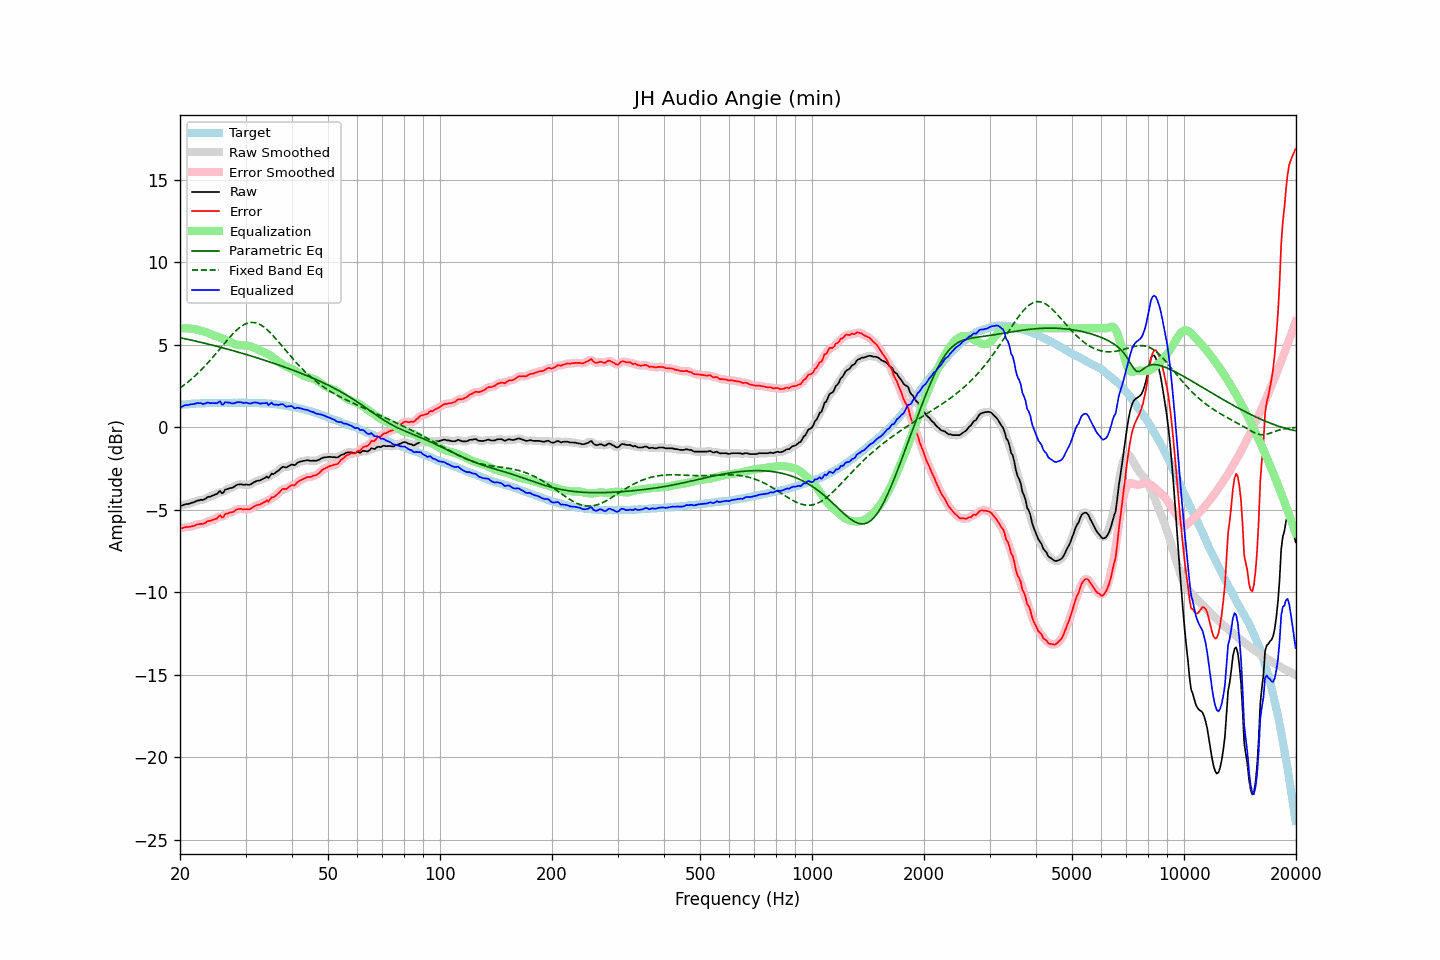 JH Audio Angie (min)
Target
Raw Smoothed
Error Smoothed
Raw
Error
Equalization
Parametric Eq
Fixed Band Eq
Equalized
15
10
5
0
−5
−10
−15
−20
−25
Amplitude (dBr)
20 50 100 200 500 1000 2000 5000 10000 20000
Frequency (Hz)